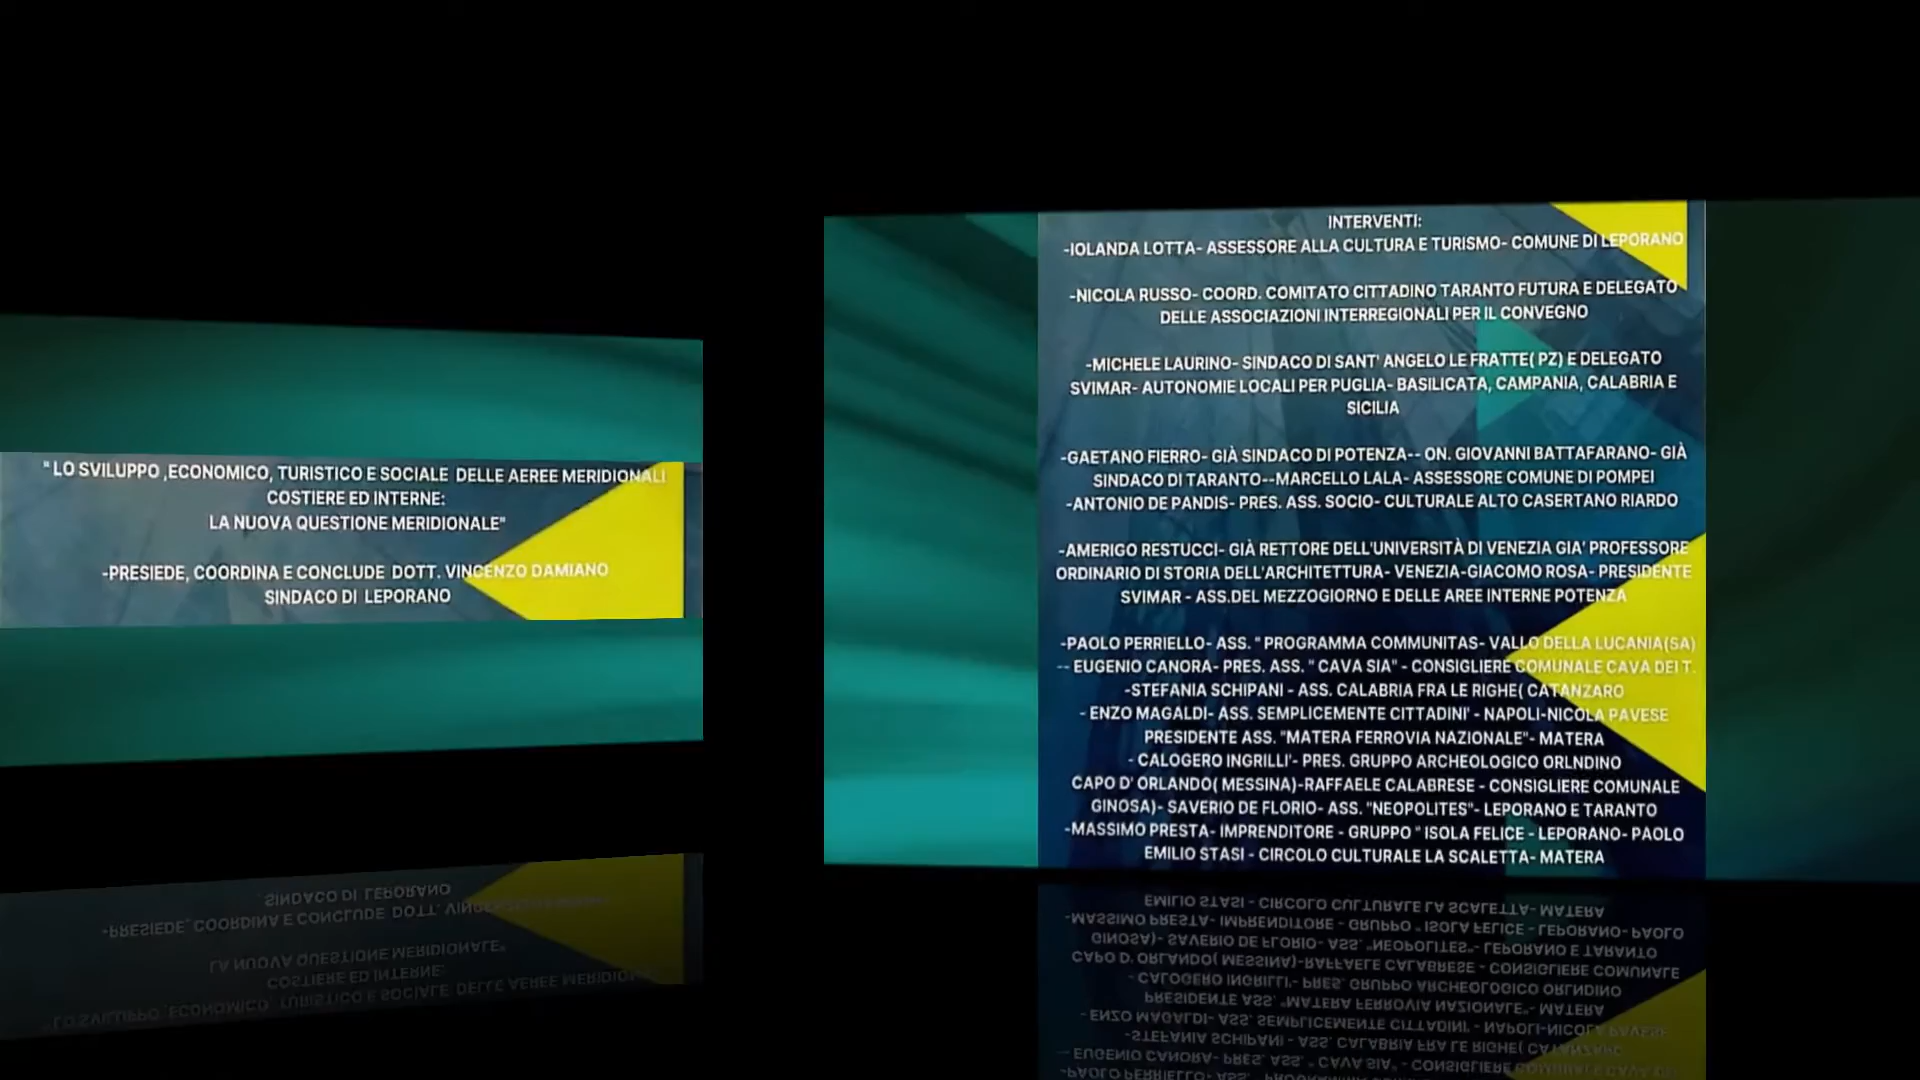 " LO SVILUPPO ,ECONOMICO, TURISTICO E SOCIALE DELLE AEREE MERIDIONALI
COSTIERE ED INTERNE:
LA NUOVA QUESTIONE MERIDIONALE"
-PRESIEDE, COORDINA E CONCLUDE DOTT. VINCENZO DAMIANO
SINDACO DI LEPORANO
INTERVENTI:
-IOLANDA LOTTA- ASSESSORE ALLA CULTURA E TURISMO- COMUNE DI LEPORANO
-NICOLA RUSSO- COORD. COMITATO CITTADINO TARANTO FUTURA E DELEGATO
DELLE ASSOCIAZIONI INTERREGIONALI PER IL CONVEGNO
-MICHELE LAURINO- SINDACO DI SANT' ANGELO LE FRATTE( PZ) E DELEGATO
SVIMAR- AUTONOMIE LOCALI PER PUGLIA- BASILICATA, CAMPANIA, CALABRIA E
SICILIA
-GAETANO FIERRO- GIÀ SINDACO DI POTENZA-- ON. GIOVANNI BATTAFARANO- GIÀ
SINDACO DI TARANTO--MARCELLO LALA- ASSESSORE COMUNE DI POMPEI
-ANTONIO DE PANDIS- PRES. ASS. SOCIO- CULTURALE ALTO CASERTANO RIARDO
-AMERIGO RESTUCCI- GIÀ RETTORE DELL'UNIVERSITÀ DI VENEZIA GIA' PROFESSORE
ORDINARIO DI STORIA DELL'ARCHITETTURA- VENEZIA-GIACOMO ROSA- PRESIDENTE
SVIMAR - ASS.DEL MEZZOGIORNO E DELLE AREE INTERNE POTENZA
-PAOLO PERRIELLO- ASS. " PROGRAMMA COMMUNITAS- VALLO DELLA LUCANIA(SA)
-- EUGENIO CANORA- PRES. ASS. " CAVA SIA" - CONSIGLIERE COMUNALE CAVA DEI T.
-STEFANIA SCHIPANI - ASS. CALABRIA FRA LE RIGHE( CATANZARO
- ENZO MAGALDI- ASS. SEMPLICEMENTE CITTADINI' - NAPOLI-NICOLA PAVESE
PRESIDENTE ASS. "MATERA FERROVIA NAZIONALE"- MATERA
- CALOGERO INGRILLI'- PRES. GRUPPO ARCHEOLOGICO ORLNDINO
CAPO D' ORLANDO( MESSINA)-RAFFAELE CALABRESE - CONSIGLIERE COMUNALE
GINOSA)- SAVERIO DE FLORIO- ASS. "NEOPOLITES"- LEPORANO E TARANTO
-MASSIMO PRESTA- IMPRENDITORE - GRUPPO " ISOLA FELICE - LEPORANO- PAOLO
EMILIO STASI - CIRCOLO CULTURALE LA SCALETTA- MATERA